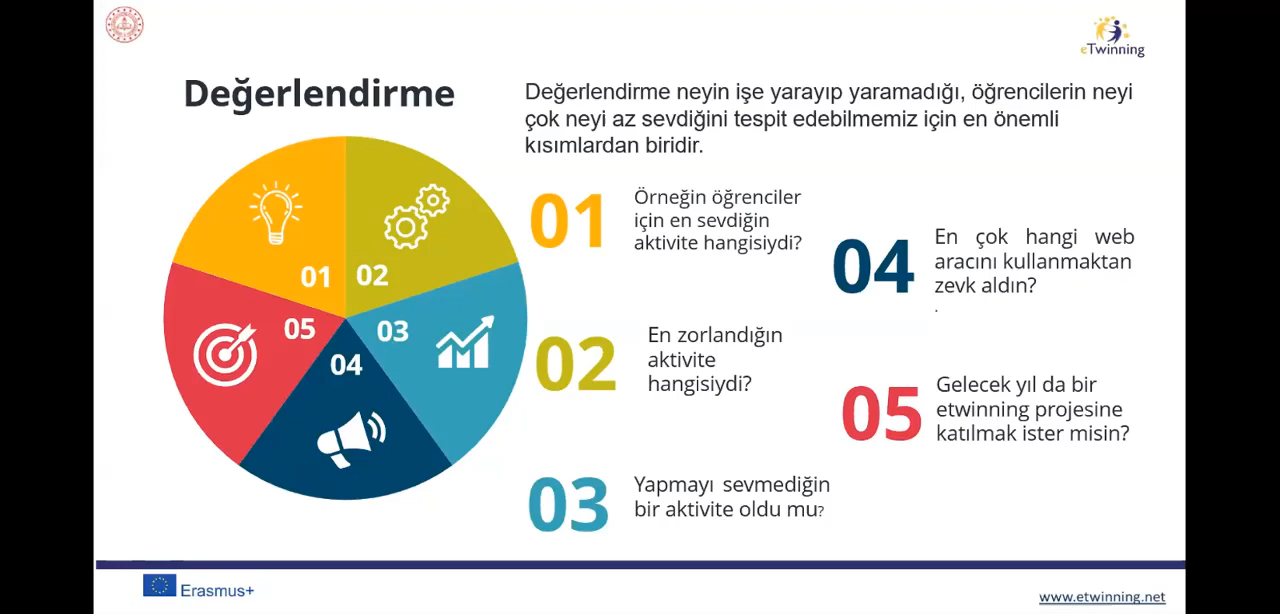 eTwinning
Değerlendirme
Değerlendirme neyin işe yarayıp yaramadığı, öğrencilerin neyi
çok neyi az sevdiğini tespit edebilmemiz için en önemli
kısımlardan biridir.
01
02
03
04
05
01
Örneğin öğrenciler
için en sevdiğin
aktivite hangisiydi?
02
En zorlandığın
aktivite
hangisiydi?
03
Yapmayı sevmediğin
bir aktivite oldu mu?
04
En çok hangi web
aracını kullanmaktan
zevk aldın?
.
05
Gelecek yıl da bir
etwinning projesine
katılmak ister misin?
Erasmus+
www.etwinning.net